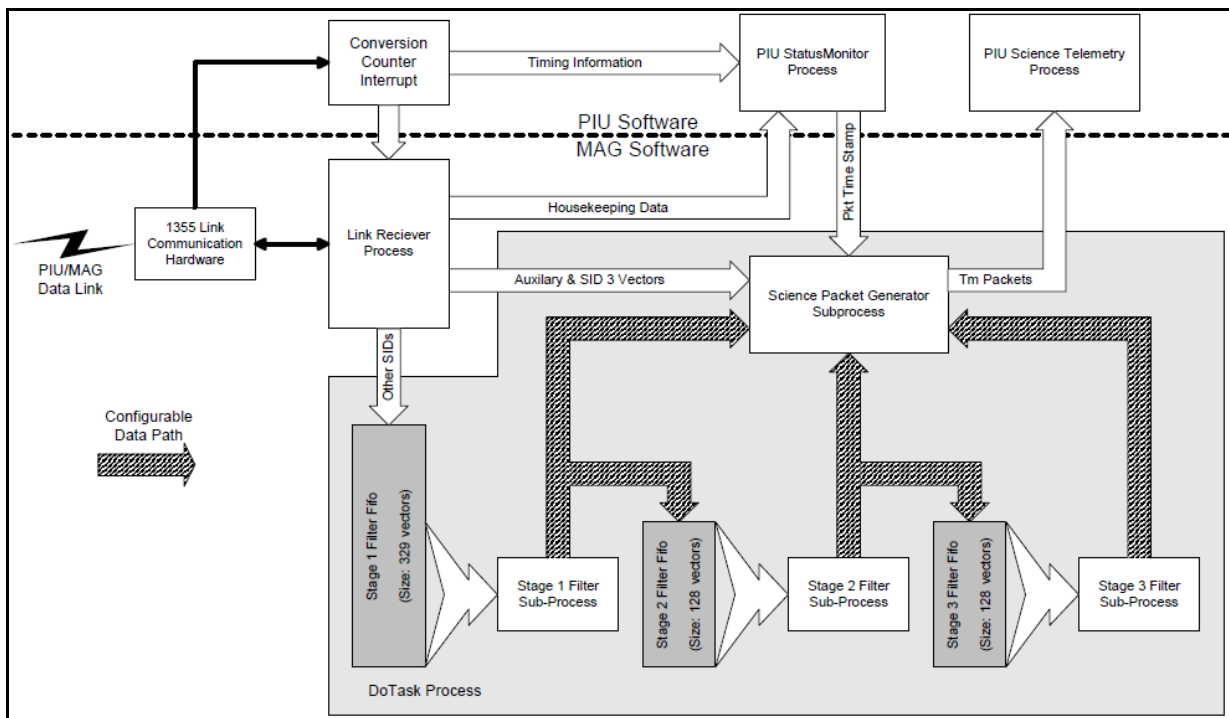 Conversion
Counter
Interrupt
Timing Information
PIU StatusMonitor
Process
PIU Science Telemetry
Process
PIU Software
MAG Software
Pkt Time Stamp
1355 Link
Communication
Hardware
PIU/MAG
Data Link
Link Reciever
Process
Housekeeping Data
Auxilary & SID 3 Vectors
Science Packet Generator
Subprocess
Tm Packets
Other SIDs
Configurable
Data Path
Stage 1 Filter Fifo
(Size: 329 vectors)
Stage 1 Filter
Sub-Process
Stage 2 Filter Fifo
(Size: 128 vectors)
Stage 2 Filter
Sub-Process
Stage 3 Filter Fifo
(Size: 128 vectors)
Stage 3 Filter
Sub-Process
DoTask Process